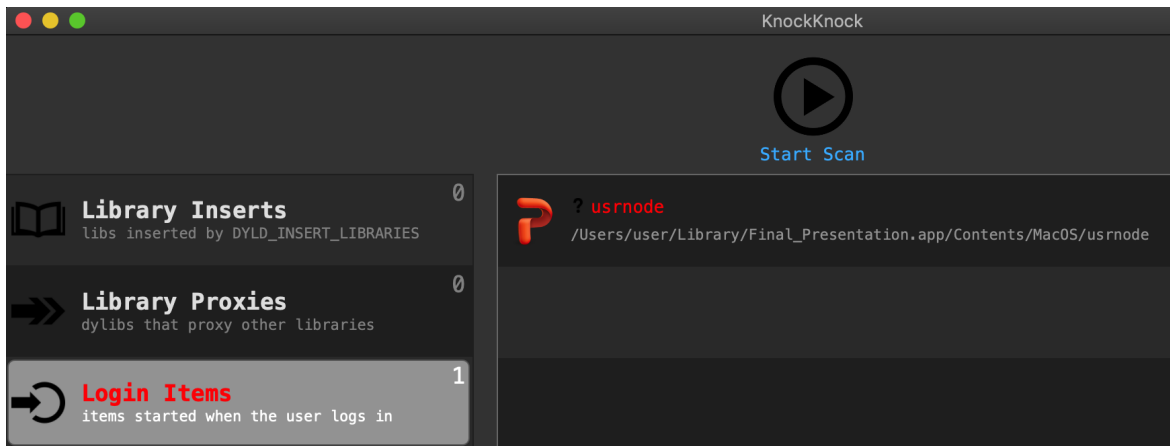 KnockKnock
Start Scan
0
Library Inserts
libs inserted by DYLD_INSERT_LIBRARIES
0
Library Proxies
dylibs that proxy other libraries
1
Login Items
items started when the user logs in
? usrnode
/Users/user/Library/Final_Presentation.app/Contents/MacOS/usrnode